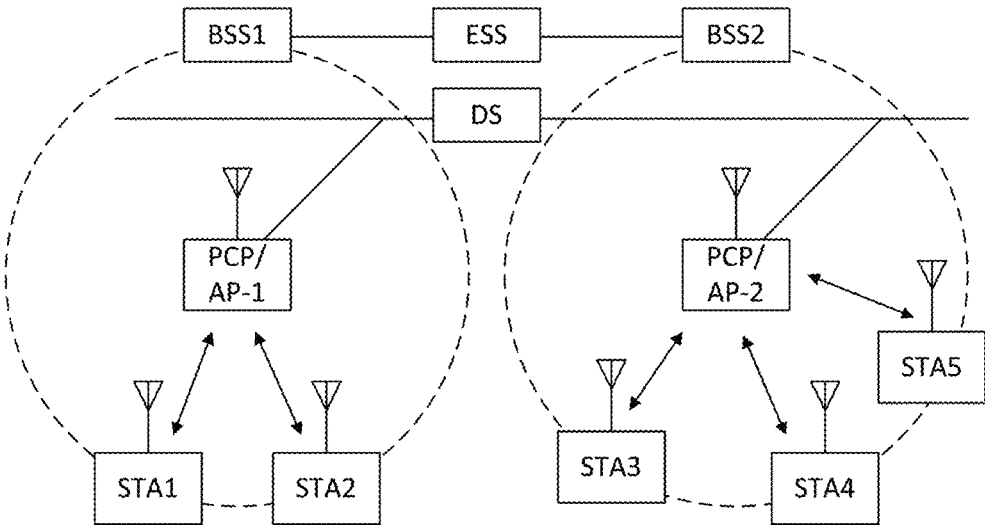 BSS1
ESS
BSS2
DS
PCP/
AP-1
PCP/
AP-2
STA5
STA3
STA1
STA2
STA4